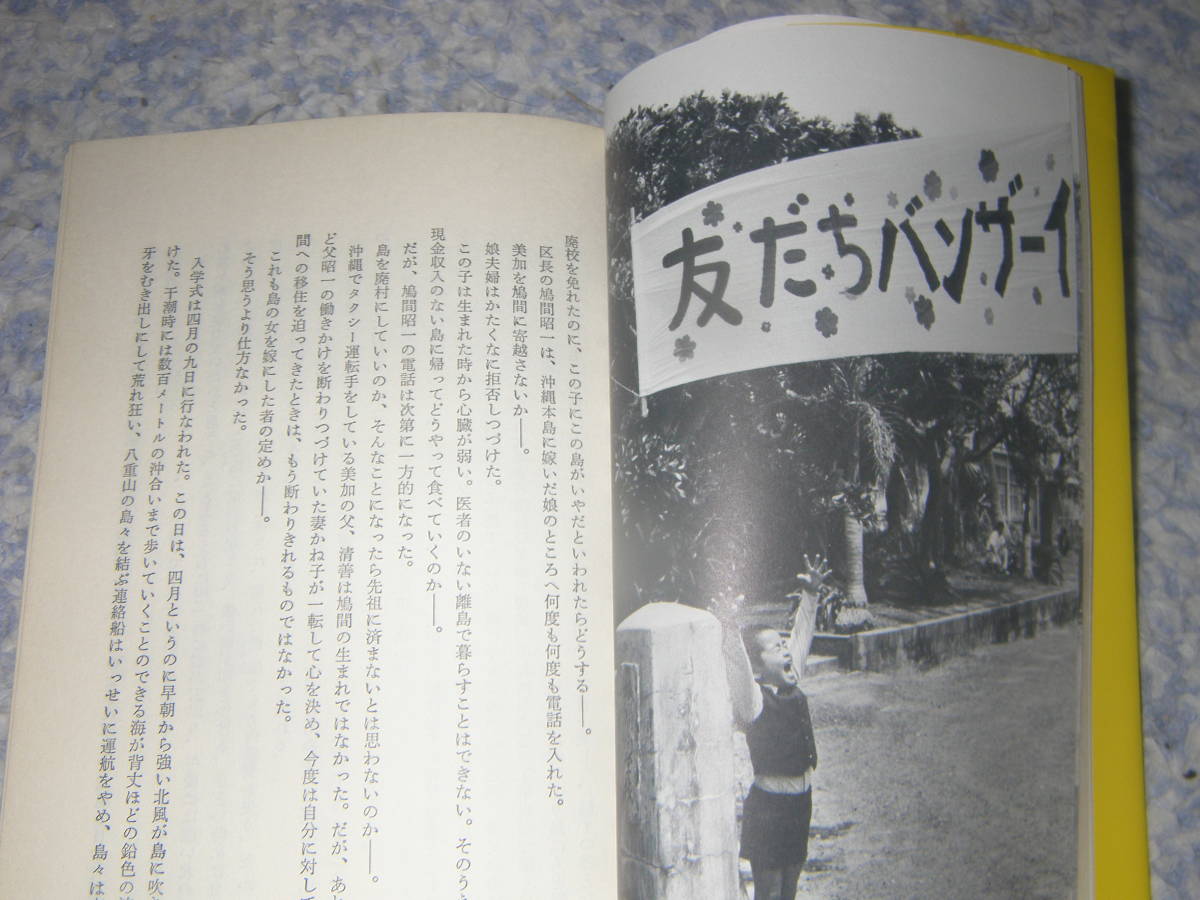 友だちバンザーイ
廃校を免れたのに、この子にこの島がいやだといわれたらどうする――。
区長の鳩間昭一は、沖縄本島に嫁いだ娘のところへ何度も何度も電話を入れた。
美加を鳩間に寄越さないか――。
娘夫婦はかたくなに拒否しつづけた。
この子は生まれた時から心臓が弱い。医者のいない離島で暮らすことはできない。そのうえ
現金収入のない島に帰ってどうやって食べていくのか――。
だが、鳩間昭一の電話は次第に一方的になった。
島を廃村にしていいのか、そんなことになったら先祖に済まないとは思わないのか――。
沖縄でタクシー運転手をしている美加の父、清善は鳩間の生まれではなかった。だが、あ
ど父昭一の働きかけを断わりつづけていた妻かね子が一転して心を決め、今度は自分に対して
間への移住を迫ってきたときは、もう断わりきれるものではなかった。
これも島の女を嫁にした者の定めか――。
そう思うより仕方なかった。
入学式は四月の九日に行なわれた。この日は、四月というのに早朝から強い北風が島に吹き
けた。干潮時には数百メートルの沖合いまで歩いていくことのできる海が背丈ほどの鉛色の
牙をむき出しにして荒れ狂い、八重山の島々を結ぶ連絡船はいっせいに運航をやめ、島々は